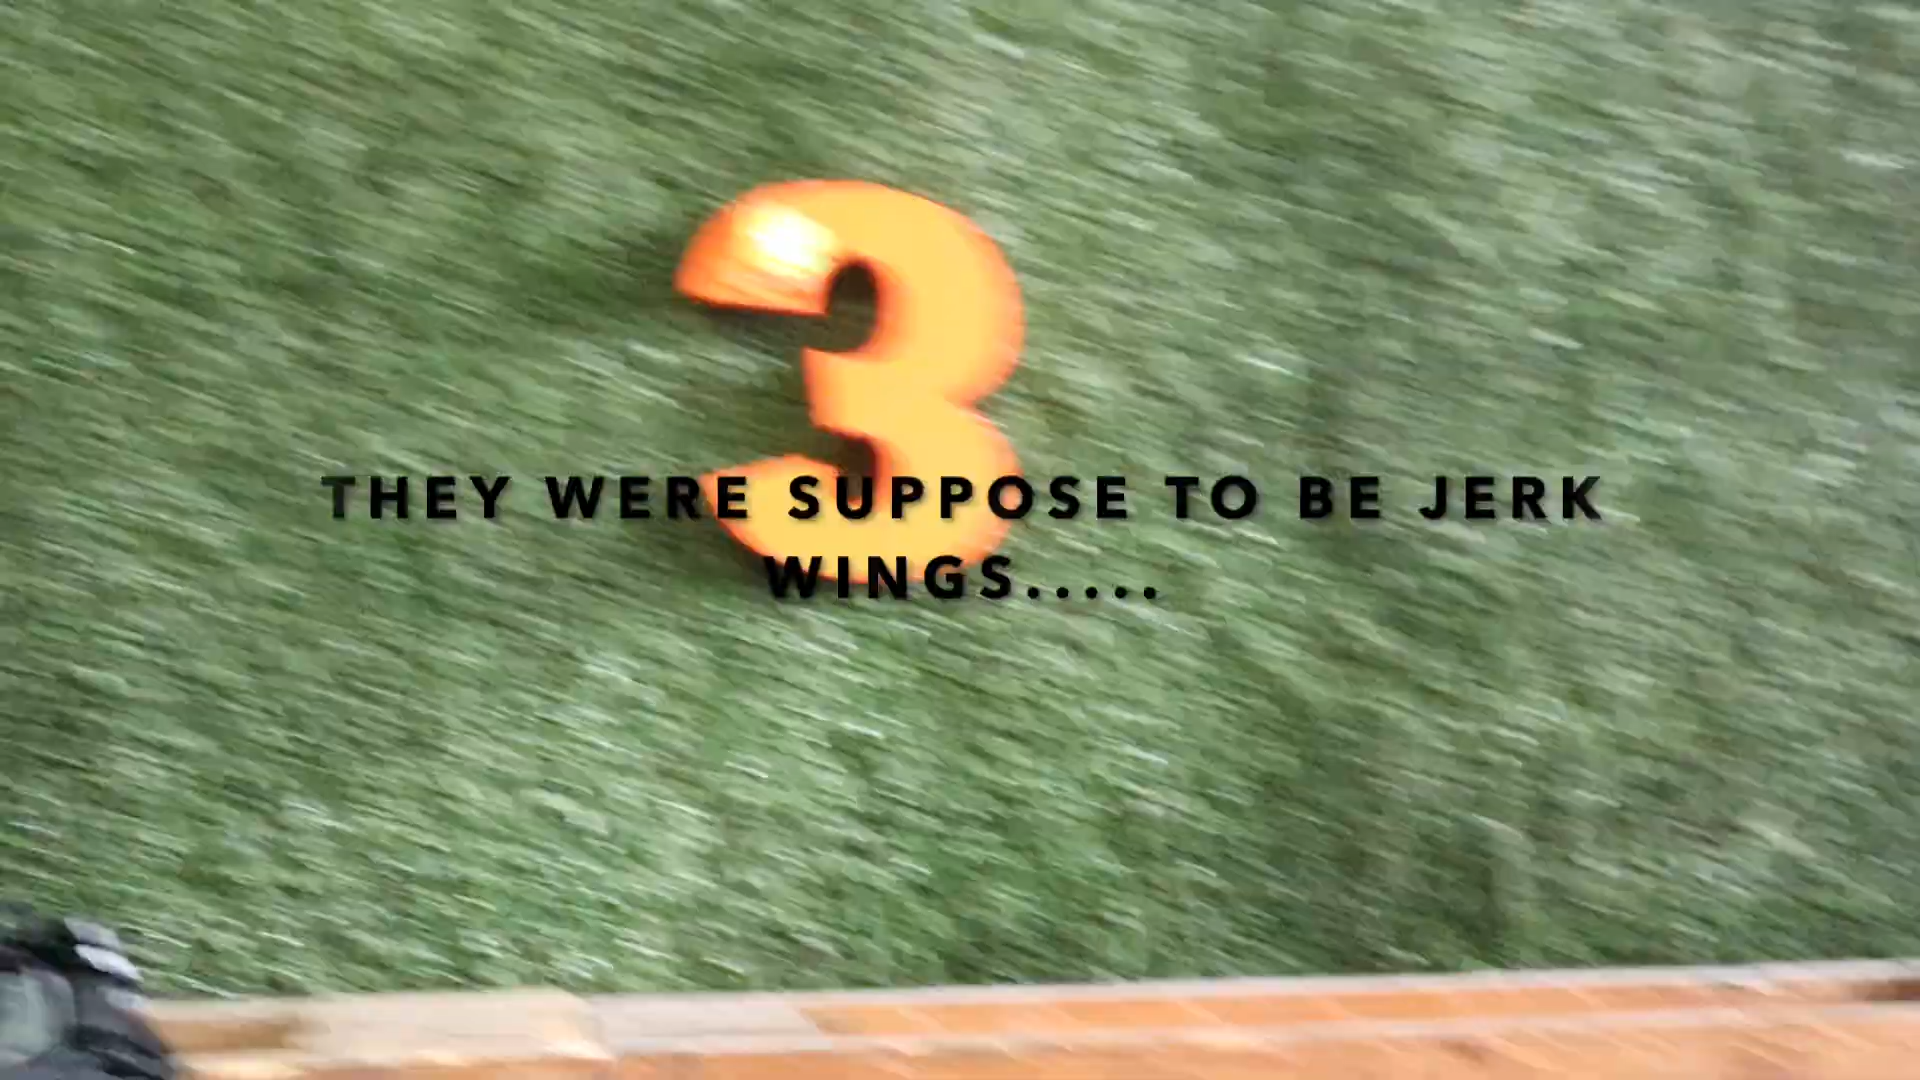 3
THEY WERE SUPPOSE TO BE JERK
WINGS.....